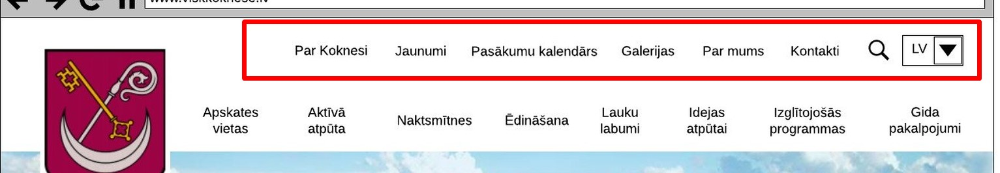 www.visitkoknese.lv
Par Koknesi Jaunumi Pasākumu kalendārs Galerijas Par mums Kontakti LV
Apskates vietas
Aktīvā atpūta
Naktsmītnes
Ēdināšana
Lauku labumi
Idejas atpūtai
Izglītojošās programmas
Gida pakalpojumi